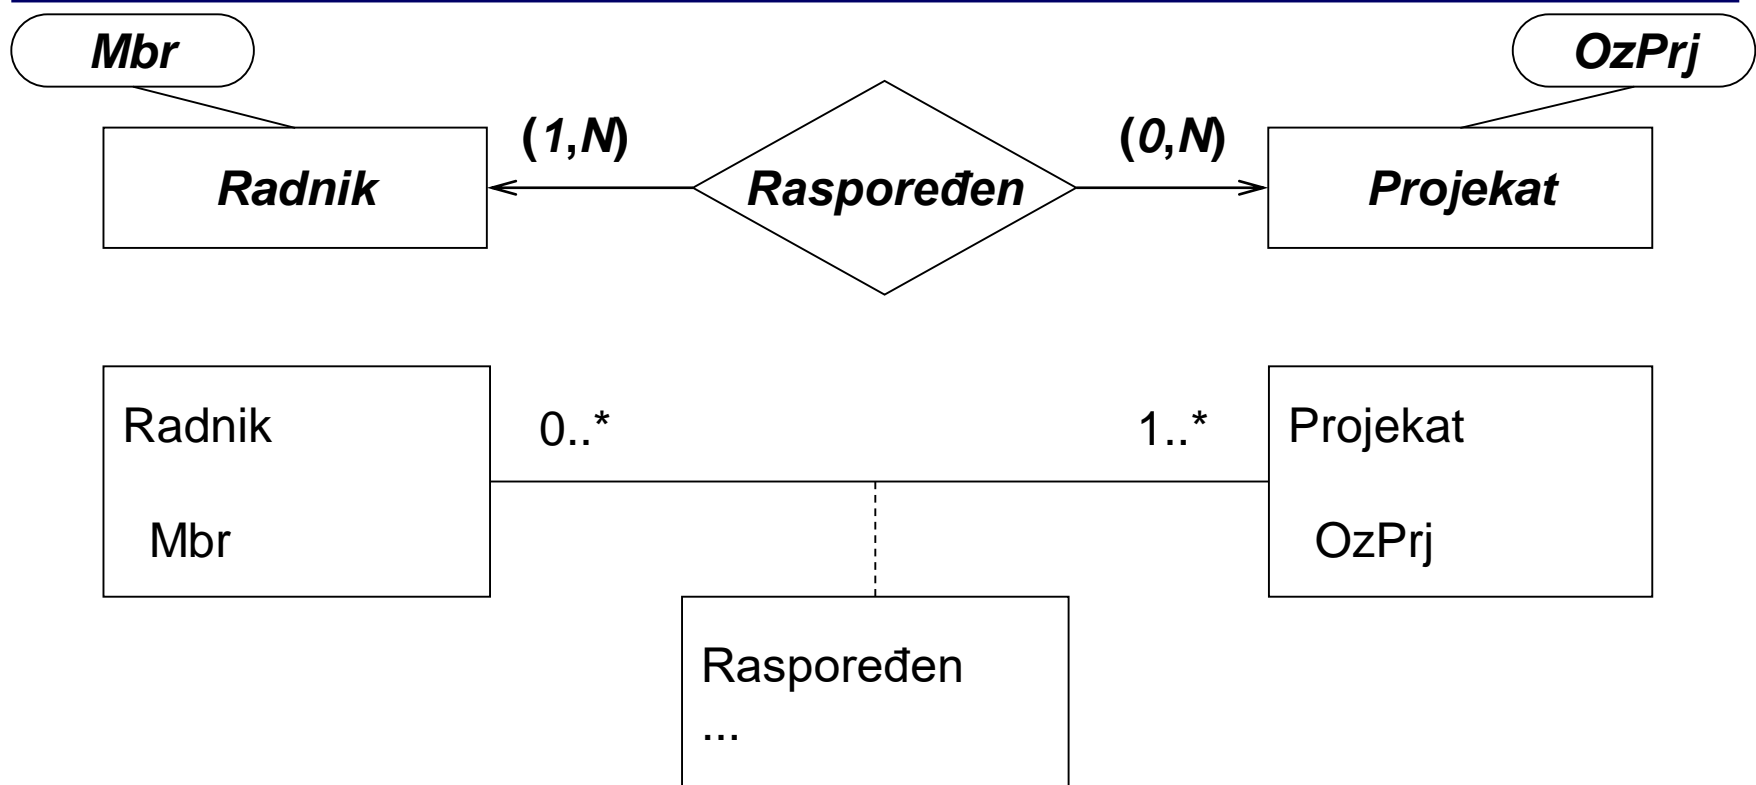 Mbr
OzPrj
(1,N)
(0,N)
Radnik
Raspoređen
Projekat
Radnik
0..*
1..*
Projekat
Mbr
OzPrj
Raspoređen
...